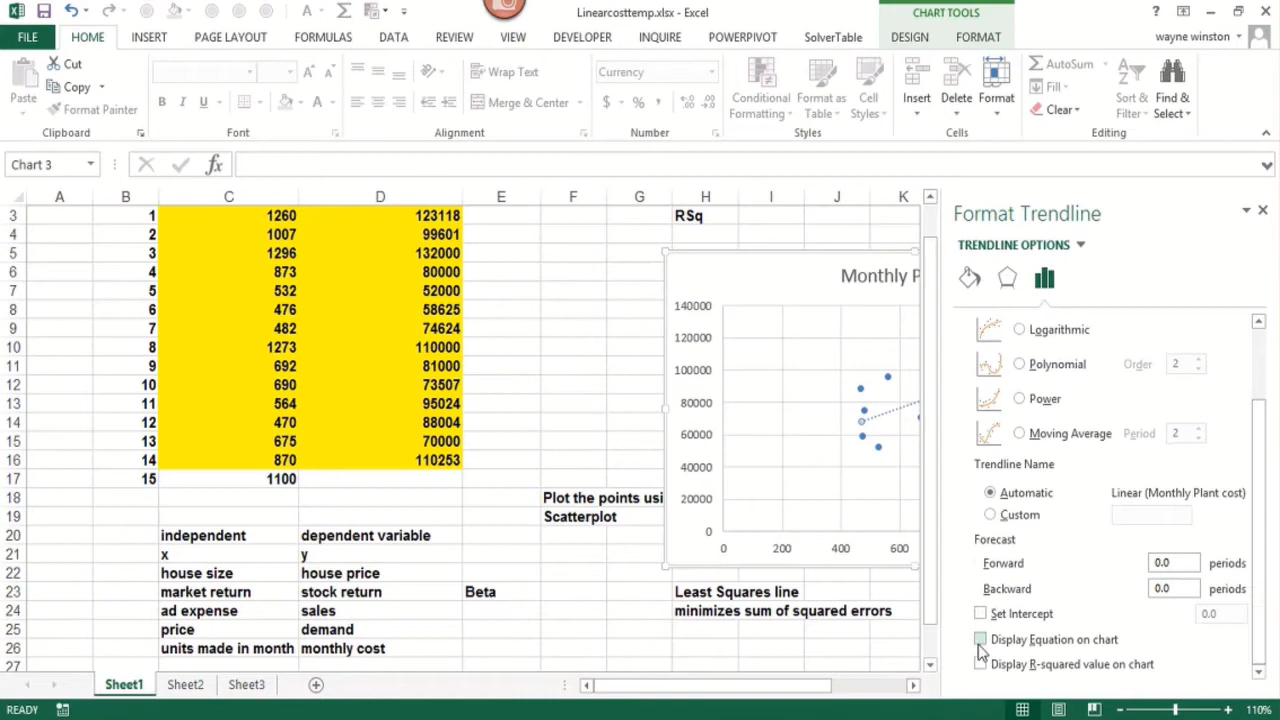 Linearcosttemp.xlsx - Excel
CHART TOOLS
FILE HOME INSERT PAGE LAYOUT FORMULAS DATA REVIEW VIEW DEVELOPER INQUIRE POWERPIVOT SolverTable DESIGN FORMAT wayne winston
Paste
Cut
Copy
Format Painter
Wrap Text
Merge & Center
Currency
Conditional Formatting
Format as Table
Cell Styles
Insert
Delete
Format
AutoSum
Fill
Clear
Sort & Filter
Find & Select
Clipboard Font Alignment Number Styles Cells Editing
Chart 3
A B C D E F G H I J K
3 1 1260 123118 RSq
4 2 1007 99601
5 3 1296 132000
6 4 873 80000
7 5 532 52000
8 6 476 58625
9 7 482 74624
10 8 1273 110000
11 9 692 81000
12 10 690 73507
13 11 564 95024
14 12 470 88004
15 13 675 70000
16 14 870 110253
17 15 1100
18 Plot the points usi
19 Scatterplot
20 independent dependent variable
21 x y
22 house size house price
23 market return stock return Beta Least Squares line
24 ad expense sales minimizes sum of squared errors
25 price demand
26 units made in month monthly cost
27
Monthly P
140000
120000
100000
80000
60000
40000
20000
0
0 200 400 600
Format Trendline
TRENDLINE OPTIONS
Logarithmic
Polynomial Order 2
Power
Moving Average Period 2
Trendline Name
Automatic Linear (Monthly Plant cost)
Custom
Forecast
Forward 0.0 periods
Backward 0.0 periods
Set Intercept 0.0
Display Equation on chart
Display R-squared value on chart
Sheet1 Sheet2 Sheet3
READY 110%